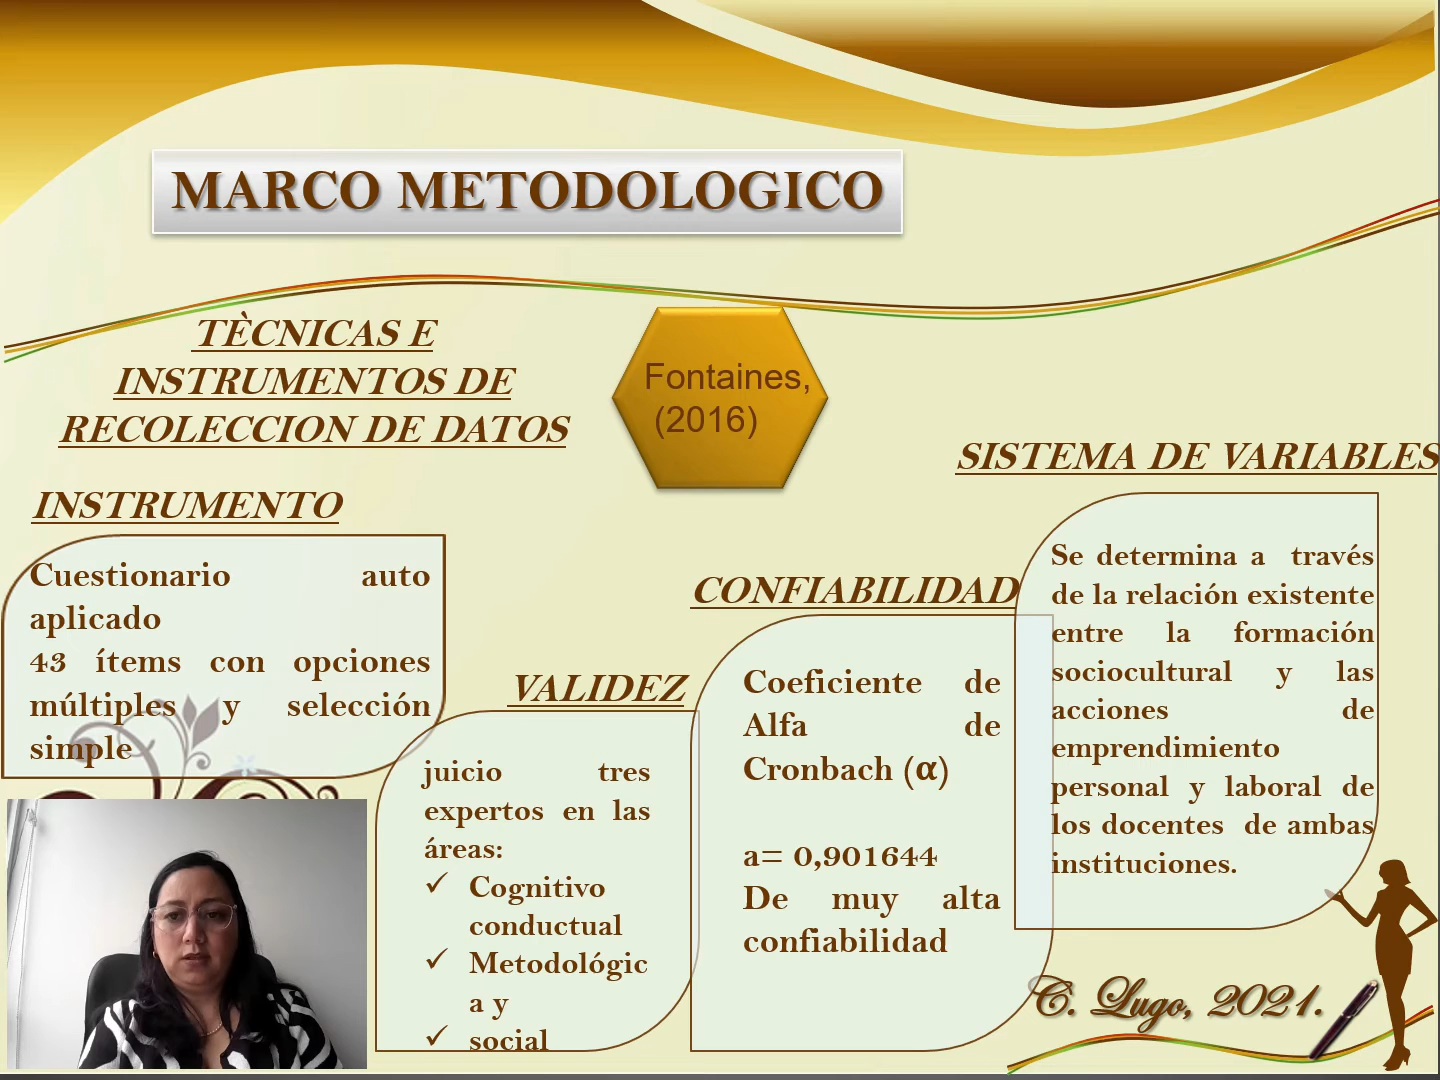 MARCO METODOLOGICO
TÈCNICAS E
INSTRUMENTOS DE
RECOLECCION DE DATOS
Fontaines,
(2016)
INSTRUMENTO
Cuestionario auto
aplicado
43 ítems con opciones
múltiples y selección
simple
VALIDEZ
juicio tres
expertos en las
áreas:
✓ Cognitivo
conductual
✓ Metodológic
a y
✓ social
CONFIABILIDAD
Coeficiente de
Alfa de
Cronbach (α)
a= 0,901644
De muy alta
confiabilidad
SISTEMA DE VARIABLES
Se determina a través
de la relación existente
entre la formación
sociocultural y las
acciones de
emprendimiento
personal y laboral de
los docentes de ambas
instituciones.
C. Lugo, 2021.